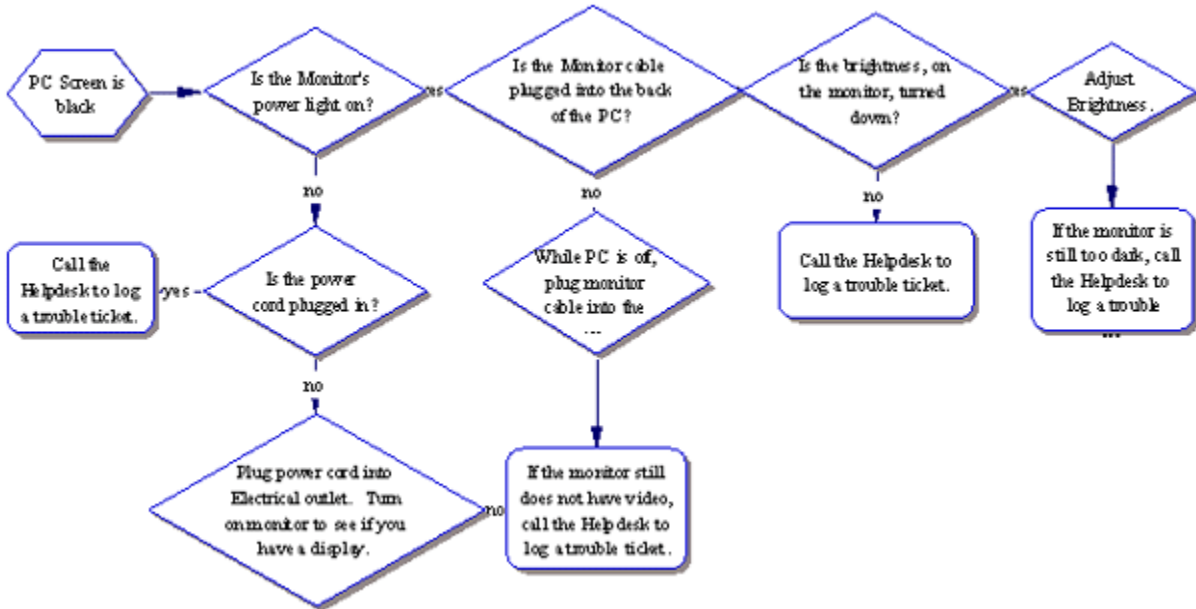 PC Screen is
black
Is the Monitor's
power light on?
yes
Is the Monitor cable
plugged into the back
of the PC?
Is the brightness, on
the monitor, turned
down?
yes
Adjust
Brightness.
no
no
no
Call the
Helpdesk to log
a trouble ticket.
yes
Is the power
cord plugged in?
While PC is of,
plug monitor
cable into the
...
Call the Helpdesk to
log a trouble ticket.
If the monitor is
still too dark, call
the Helpdesk to
log a trouble
...
no
Plug power cord into
Electrical outlet. Turn
on monitor to see if you
have a display.
no
If the monitor still
does not have video,
call the Helpdesk to
log a trouble ticket.